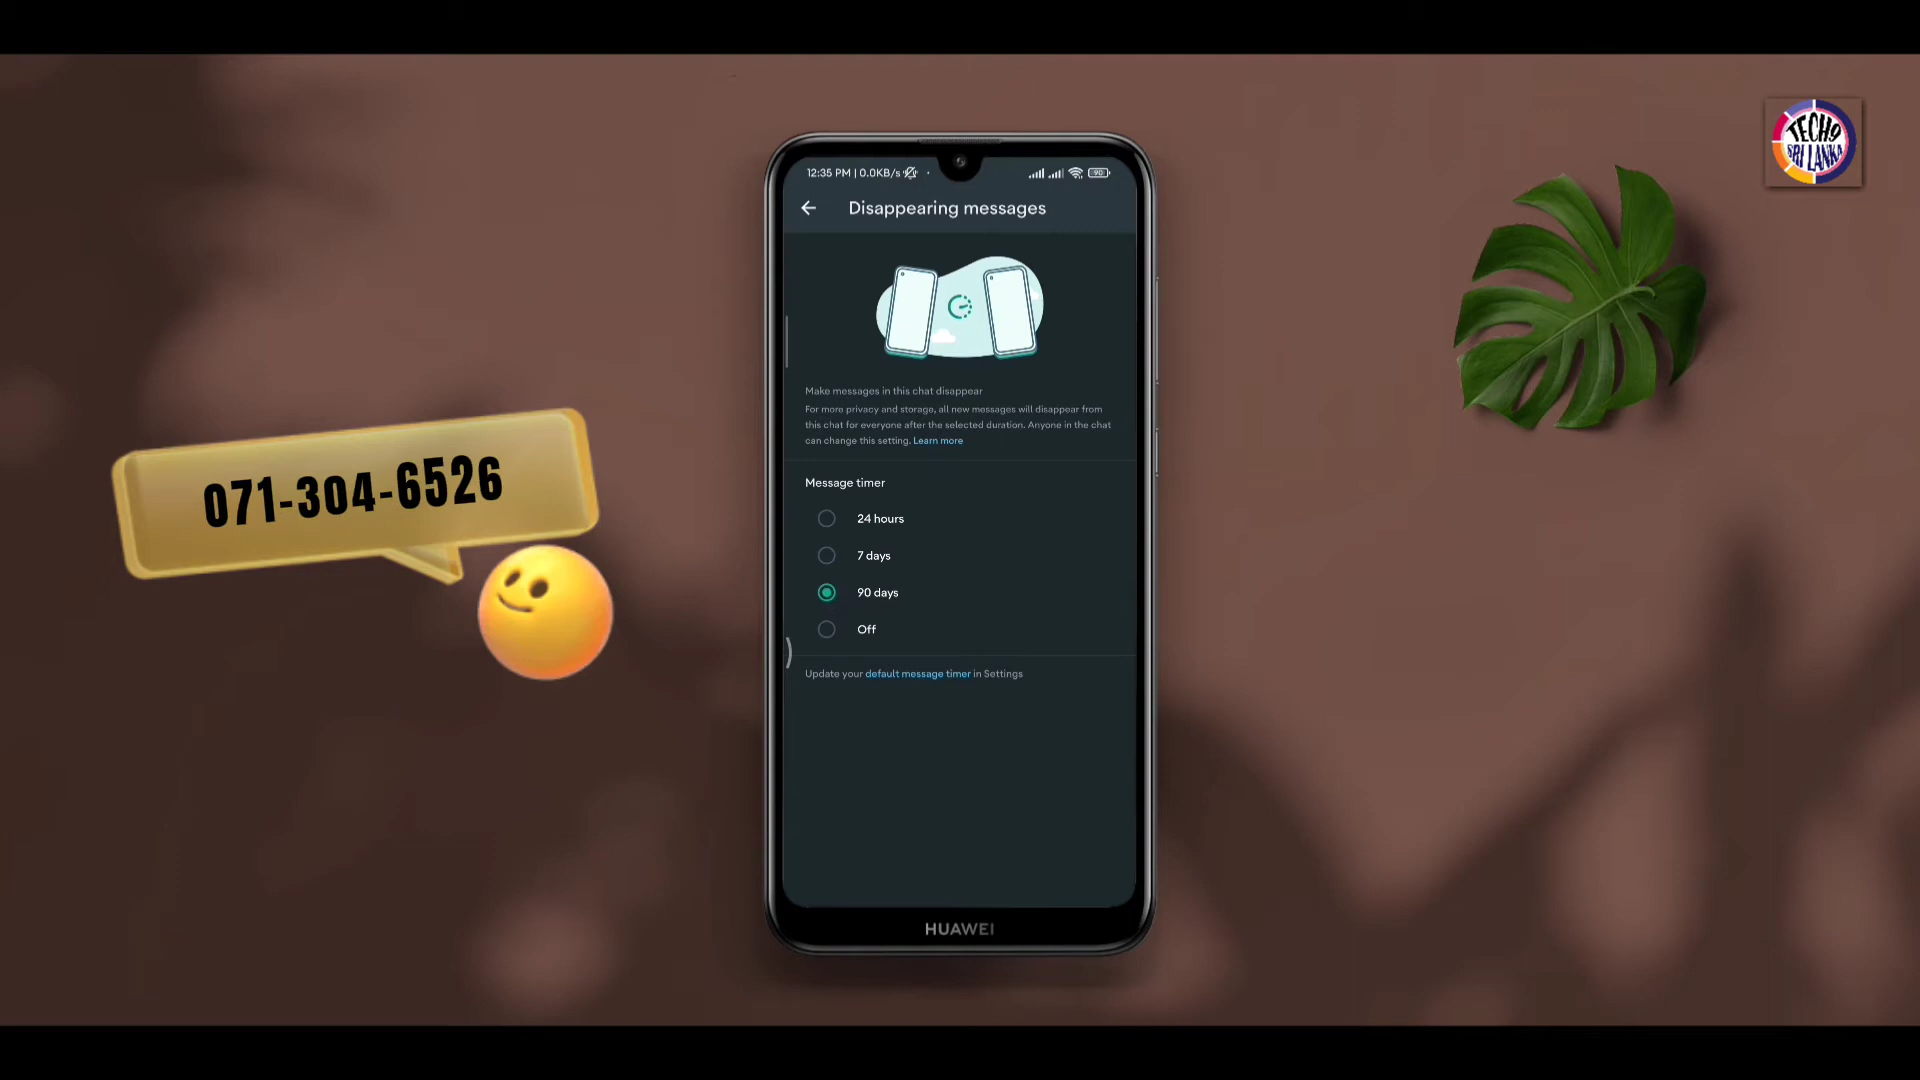 TECH9
SRI LANKA
12:35 PM | 0.0KB/s
90
Disappearing messages
Make messages in this chat disappear
For more privacy and storage, all new messages will disappear from
this chat for everyone after the selected duration. Anyone in the chat
can change this setting. Learn more
071-304-6526
Message timer
24 hours
7 days
90 days
Off
Update your default message timer in Settings
HUAWEI